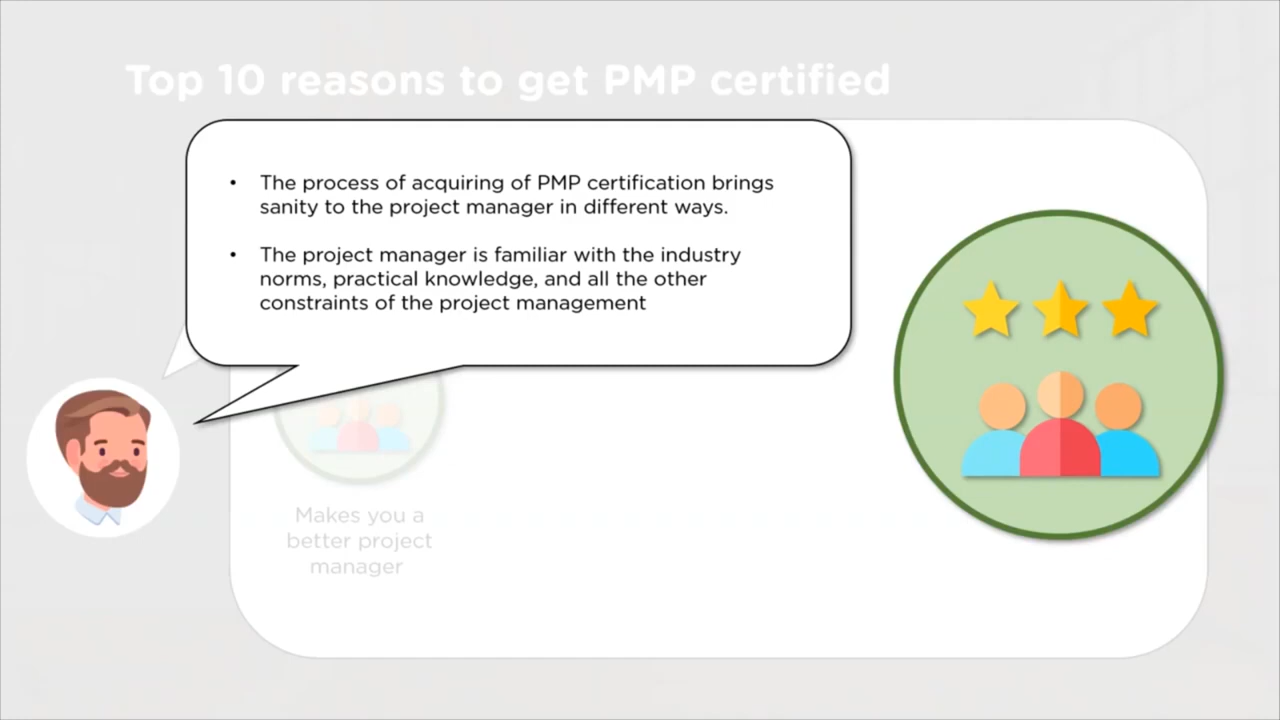 Top 10 reasons to get PMP certified
• The process of acquiring of PMP certification brings
sanity to the project manager in different ways.
• The project manager is familiar with the industry
norms, practical knowledge, and all the other
constraints of the project management
Makes you a
better project
manager